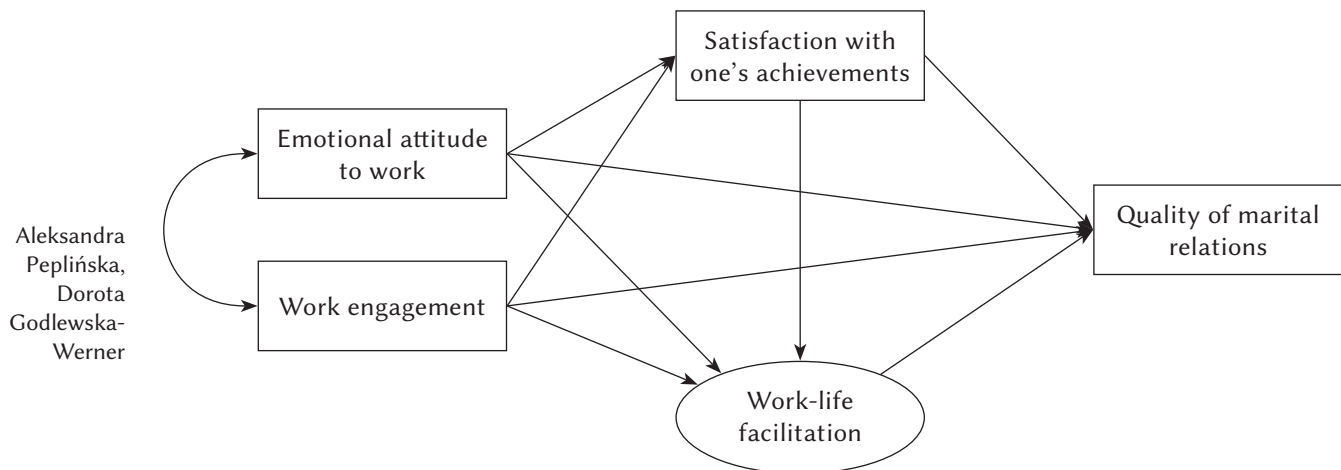 Satisfaction with
one's achievements
Emotional attitude
to work
Quality of marital
relations
Aleksandra
Peplińska,
Dorota
Godlewska-
Werner
Work engagement
Work-life
facilitation